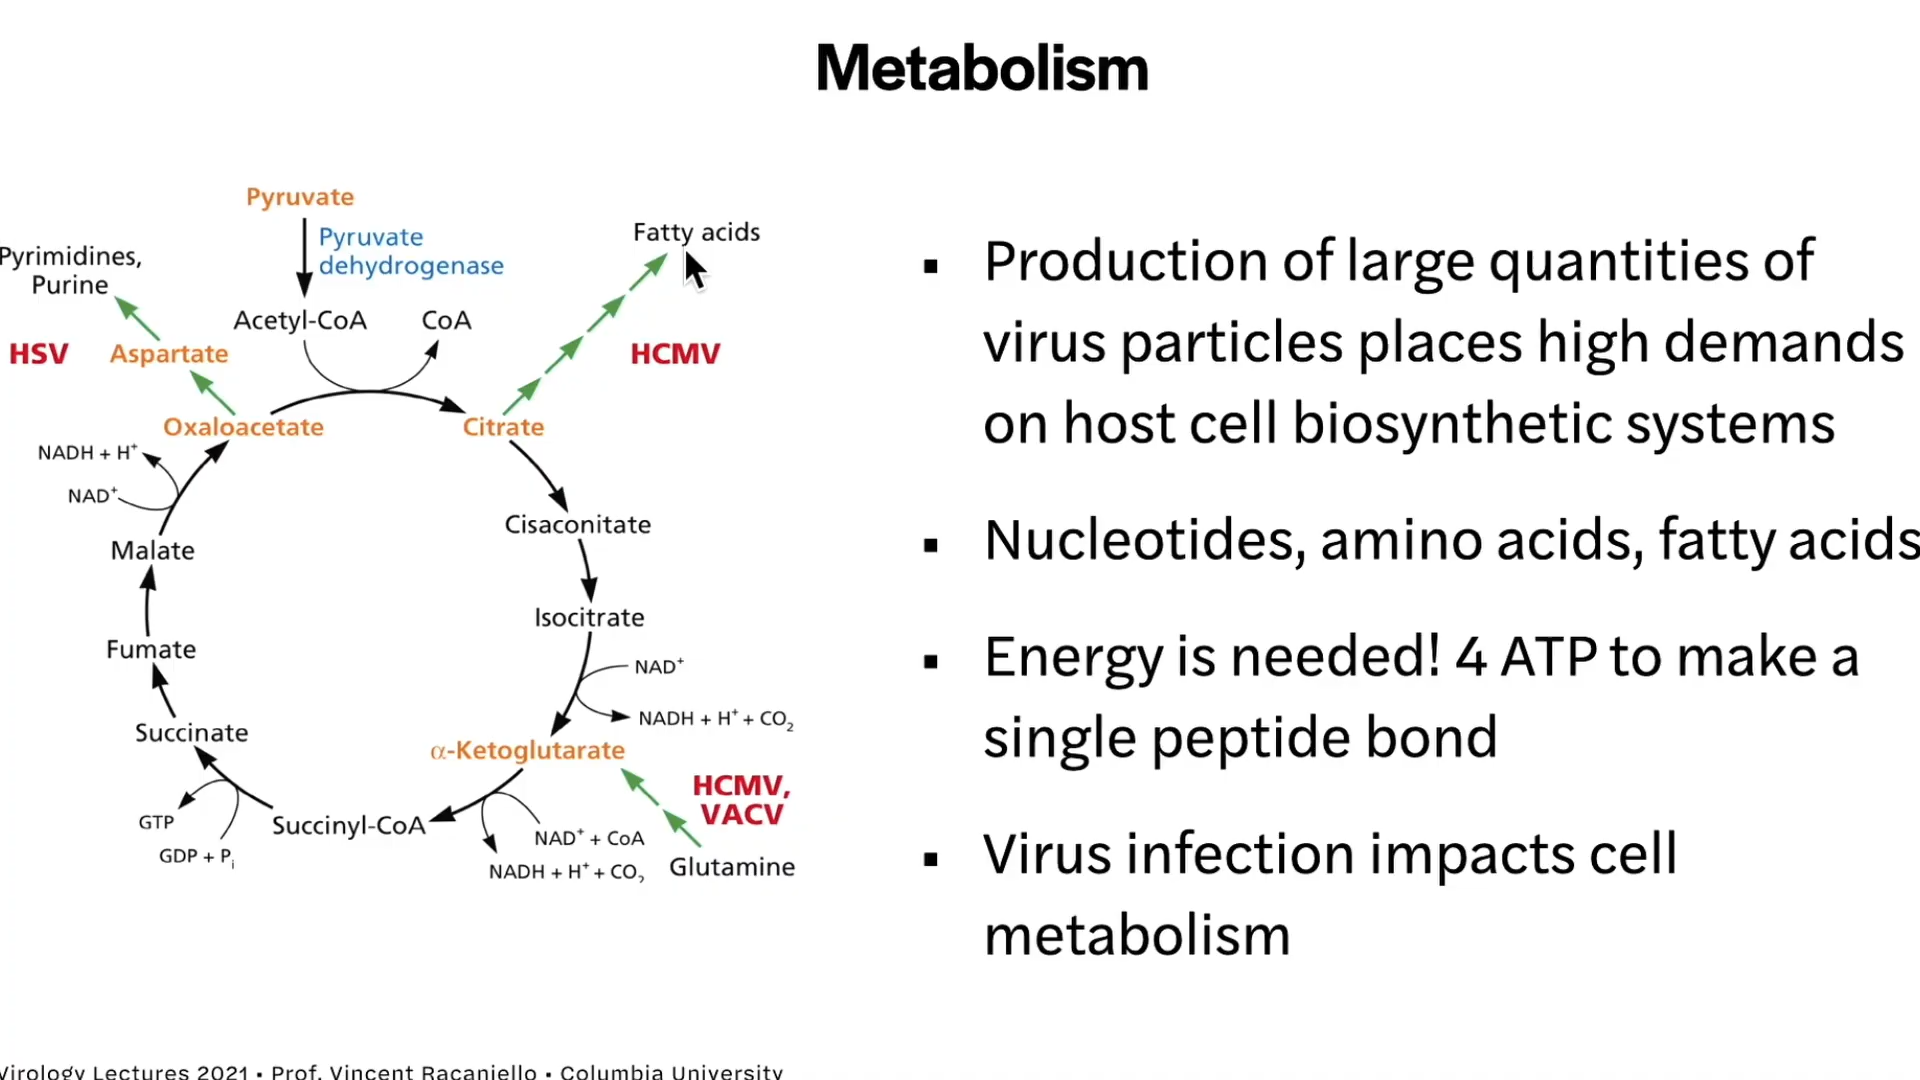 Metabolism
Pyruvate
Pyruvate
dehydrogenase
Fatty acids
Pyrimidines,
Purine
Acetyl-CoA
CoA
HSV
Aspartate
HCMV
Oxaloacetate
Citrate
NADH + H⁺
NAD⁺
Cisaconitate
Malate
Isocitrate
Fumate
NAD⁺
NADH + H⁺ + CO₂
Succinate
α-Ketoglutarate
HCMV,
VACV
GTP
Succinyl-CoA
GDP + Pᵢ
NAD⁺ + CoA
NADH + H⁺ + CO₂
Glutamine
▪ Production of large quantities of
virus particles places high demands
on host cell biosynthetic systems
▪ Nucleotides, amino acids, fatty acids
▪ Energy is needed! 4 ATP to make a
single peptide bond
▪ Virus infection impacts cell
metabolism
Virology Lectures 2021 • Prof. Vincent Racaniello • Columbia University